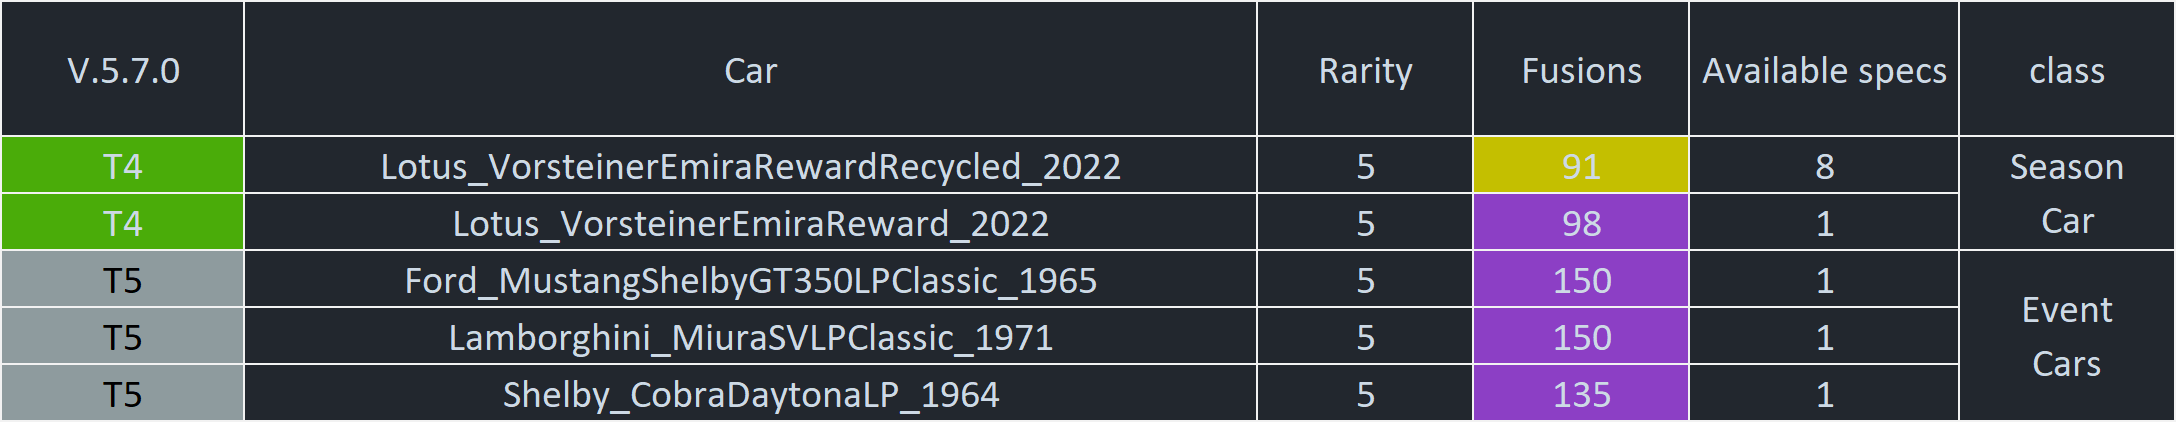 V.5.7.0 Car Rarity Fusions Available specs class
T4 Lotus_VorsteinerEmiraRewardRecycled_2022 5 91 8 Season
T4 Lotus_VorsteinerEmiraReward_2022 5 98 1 Car
T5 Ford_MustangShelbyGT350LPClassic_1965 5 150 1 Event
T5 Lamborghini_MiuraSVLPClassic_1971 5 150 1 Cars
T5 Shelby_CobraDaytonaLP_1964 5 135 1